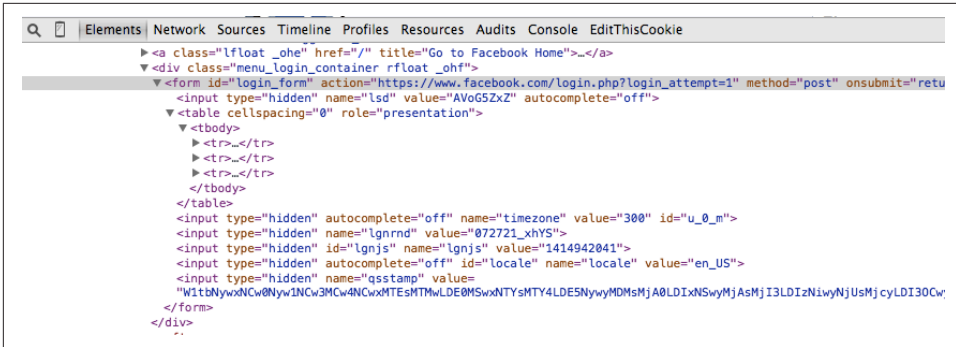 Elements Network Sources Timeline Profiles Resources Audits Console EditThisCookie
<a class="lfloat _ohe" href="/" title="Go to Facebook Home">…</a>
<div class="menu_login_container rfloat _ohf">
<form id="login_form" action="https://www.facebook.com/login.php?login_attempt=1" method="post" onsubmit="retu
<input type="hidden" name="lsd" value="AVoG5ZxZ" autocomplete="off">
<table cellspacing="0" role="presentation">
<tbody>
<tr>…</tr>
<tr>…</tr>
<tr>…</tr>
</tbody>
</table>
<input type="hidden" autocomplete="off" name="timezone" value="300" id="u_0_m">
<input type="hidden" name="lgnrnd" value="072721_xhYS">
<input type="hidden" id="lgnjs" name="lgnjs" value="1414942041">
<input type="hidden" autocomplete="off" id="locale" name="locale" value="en_US">
<input type="hidden" name="qsstamp" value=
"W1tbNywxNCw0Nyw1NCw3MCw4NCwxMTEsMTMwLDE0MSwxNTYsMTY4LDE5NywyMDMsMjA0LDIxNSwyMjAsMjI3LDIzNiwyNjUsMjcyLDI3OCw
</form>
</div>